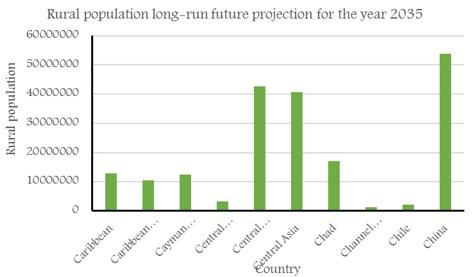 Rural population long-run future projection for the year 2035
Rural population
60000000
50000000
40000000
30000000
20000000
10000000
0
Caribbean
Caribbean…
Cayman…
Central…
Central…
Central Asia
Chad
Channel…
Chile
China
Country